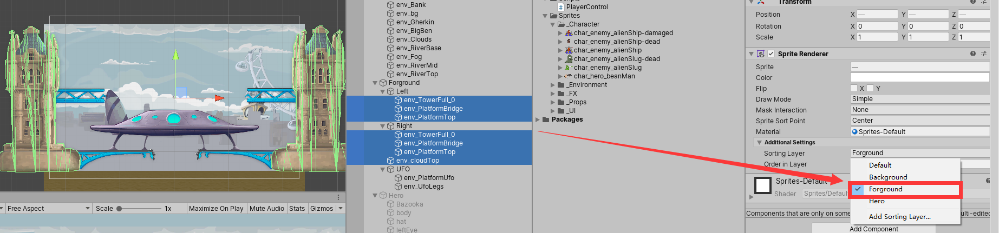 Free Aspect
Scale 1x
Maximize On Play
Mute Audio
Stats
Gizmos
env_Bank
env_bg
env_Gherkin
env_BigBen
env_Clouds
env_RiverBase
env_Fog
env_RiverMid
env_RiverTop
Forground
Left
env_TowerFull_0
env_PlatformBridge
env_PlatformTop
Right
env_TowerFull_0
env_PlatformBridge
env_PlatformTop
env_cloudTop
UFO
env_PlatformUfo
env_UfoLegs
Hero
Bazooka
body
hat
leftEye
Scripts
PlayerControl
Sprites
_Character
char_enemy_alienShip-damaged
char_enemy_alienShip-dead
char_enemy_alienShip
char_enemy_alienSlug-dead
char_enemy_alienSlug
char_hero_beanMan
_Environment
_FX
_Props
_UI
Packages
Transform
Position X — Y — Z —
Rotation X 0 Y 0 Z 0
Scale X 1 Y 1 Z 1
Sprite Renderer
Sprite —
Color
Flip X Y
Draw Mode Simple
Mask Interaction None
Sprite Sort Point Center
Material Sprites-Default
Additional Settings
Sorting Layer Forground
Order in Layer
Default
Background
Forground
Hero
Add Sorting Layer...
Sprites-Default
Shader Sprites/Defaul
Components that are only on some
ulti-edited
Add Component